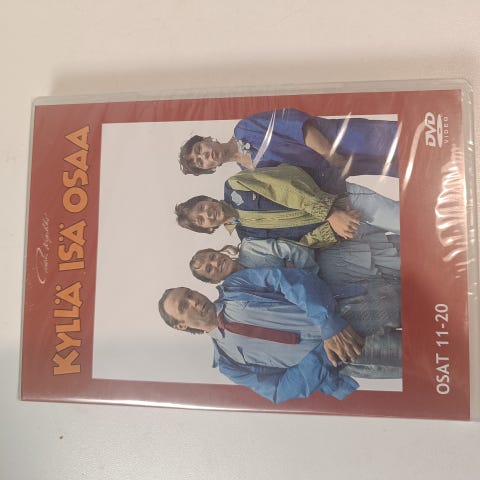 KYLLÄ ISÄ OSAA
DVD
VIDEO
OSAT 11-20